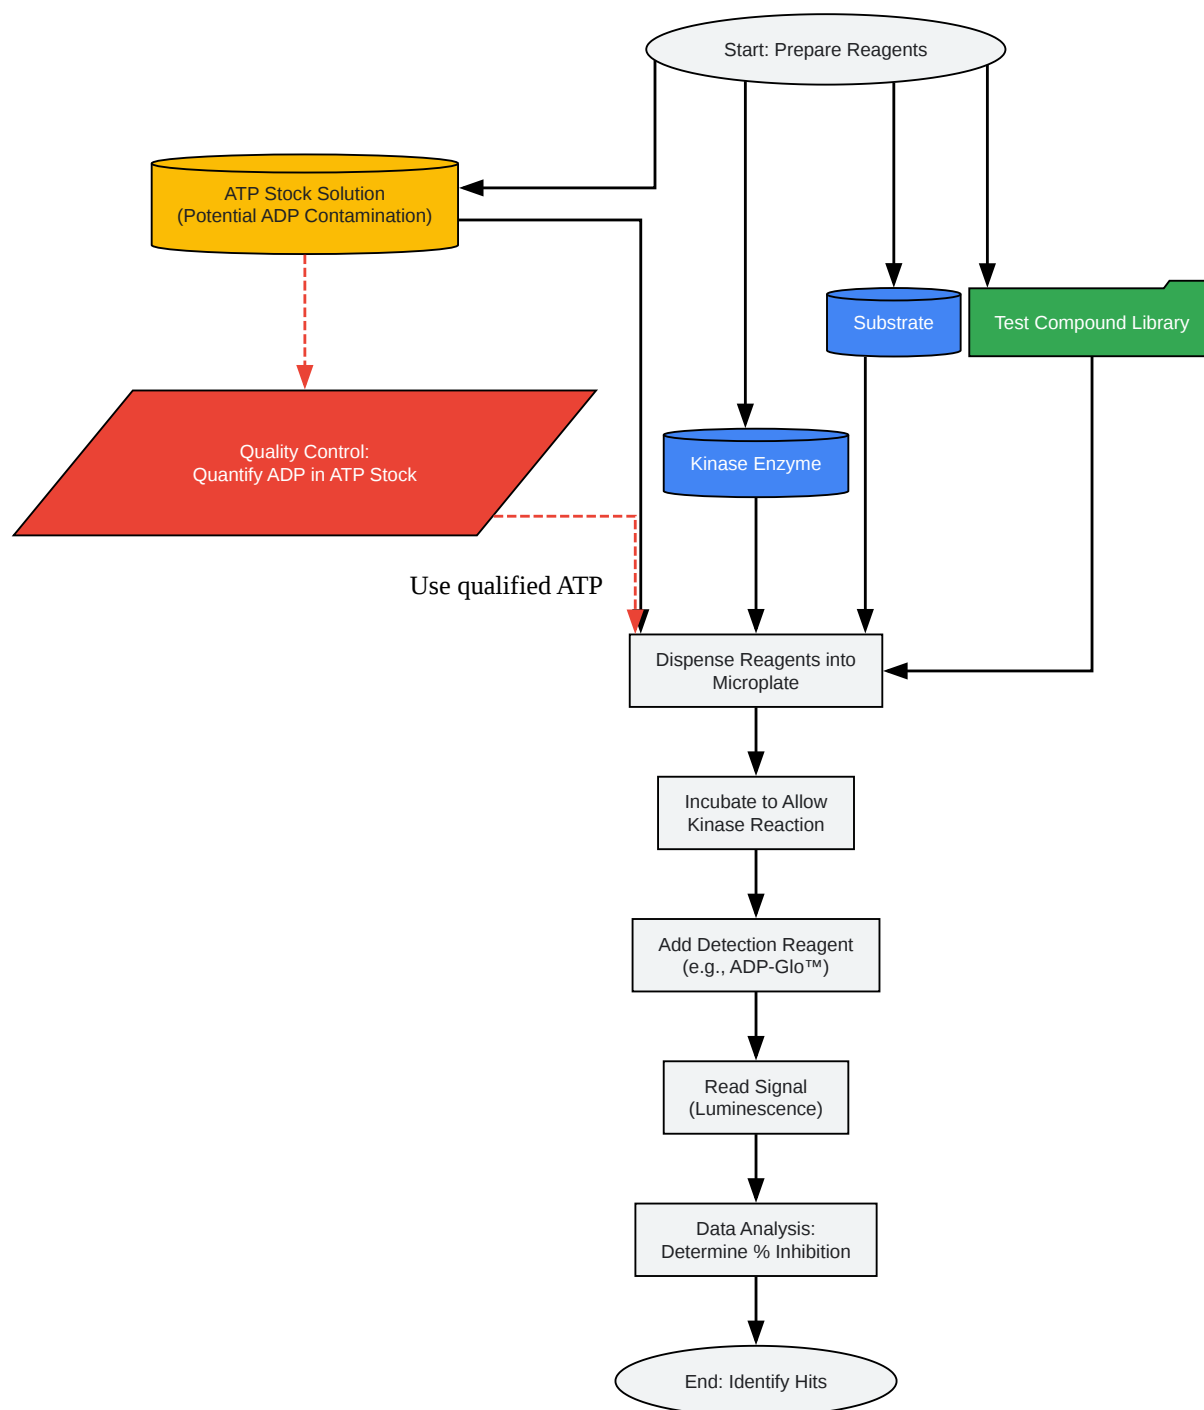 Start: Prepare Reagents
ATP Stock Solution
(Potential ADP Contamination)
Substrate
Test Compound Library
Quality Control:
Quantify ADP in ATP Stock
Kinase Enzyme
Use qualified ATP
Dispense Reagents into
Microplate
Incubate to Allow
Kinase Reaction
Add Detection Reagent
(e.g., ADP-Glo™)
Read Signal
(Luminescence)
Data Analysis:
Determine % Inhibition
End: Identify Hits